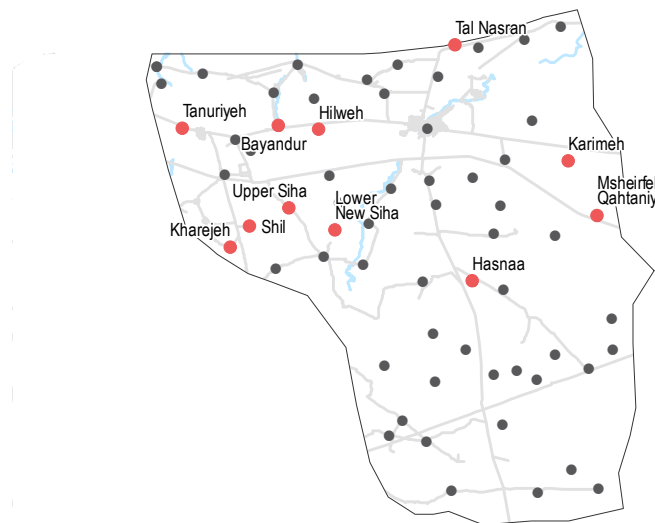 Tal Nasran
Tanuriyeh
Hilweh
Bayandur
Karimeh
Msheirfeh
Qahtaniy
Upper Siha
Lower
New Siha
Kharejeh
Shil
Hasnaa